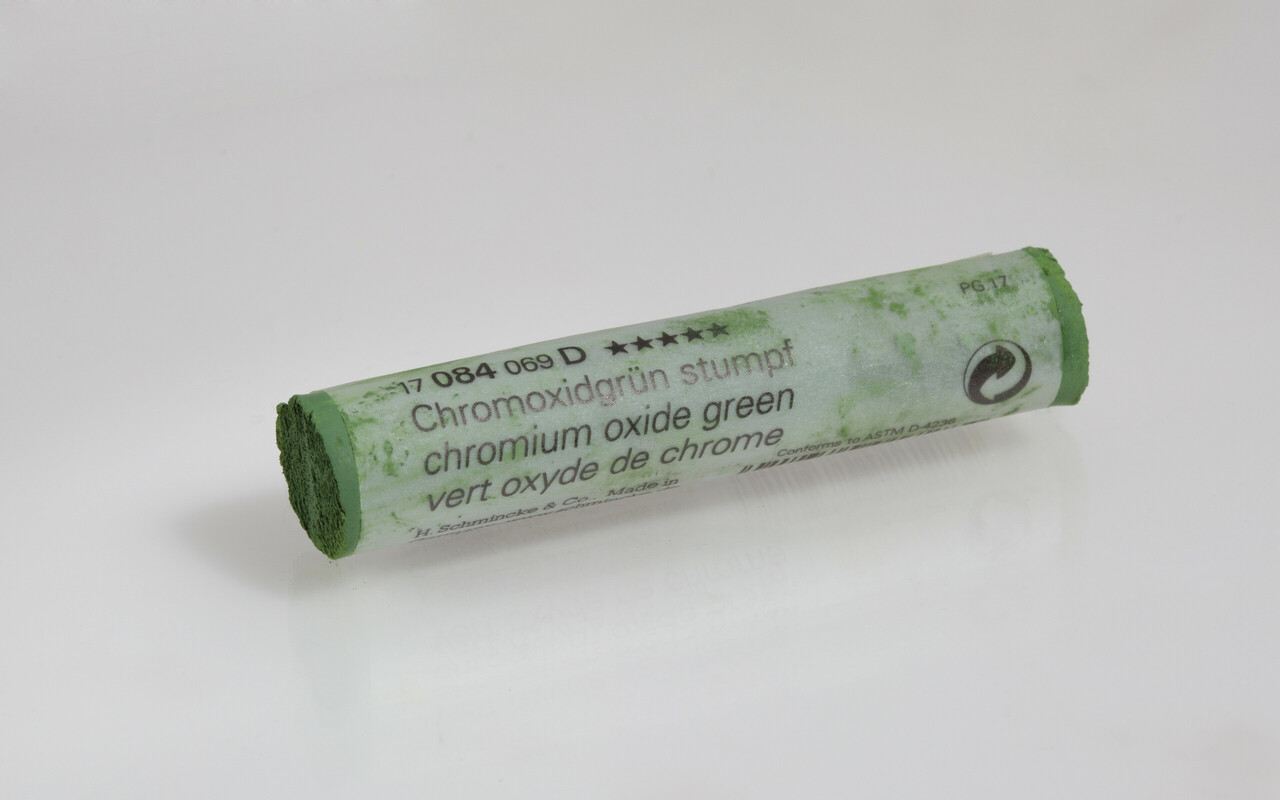 17 084 069 D ★★★★★
Chromoxidgrün stumpf
chromium oxide green
vert oxyde de chrome
H. Schmincke & Co., Made in
PG 17
Conforms to ASTM D-4236